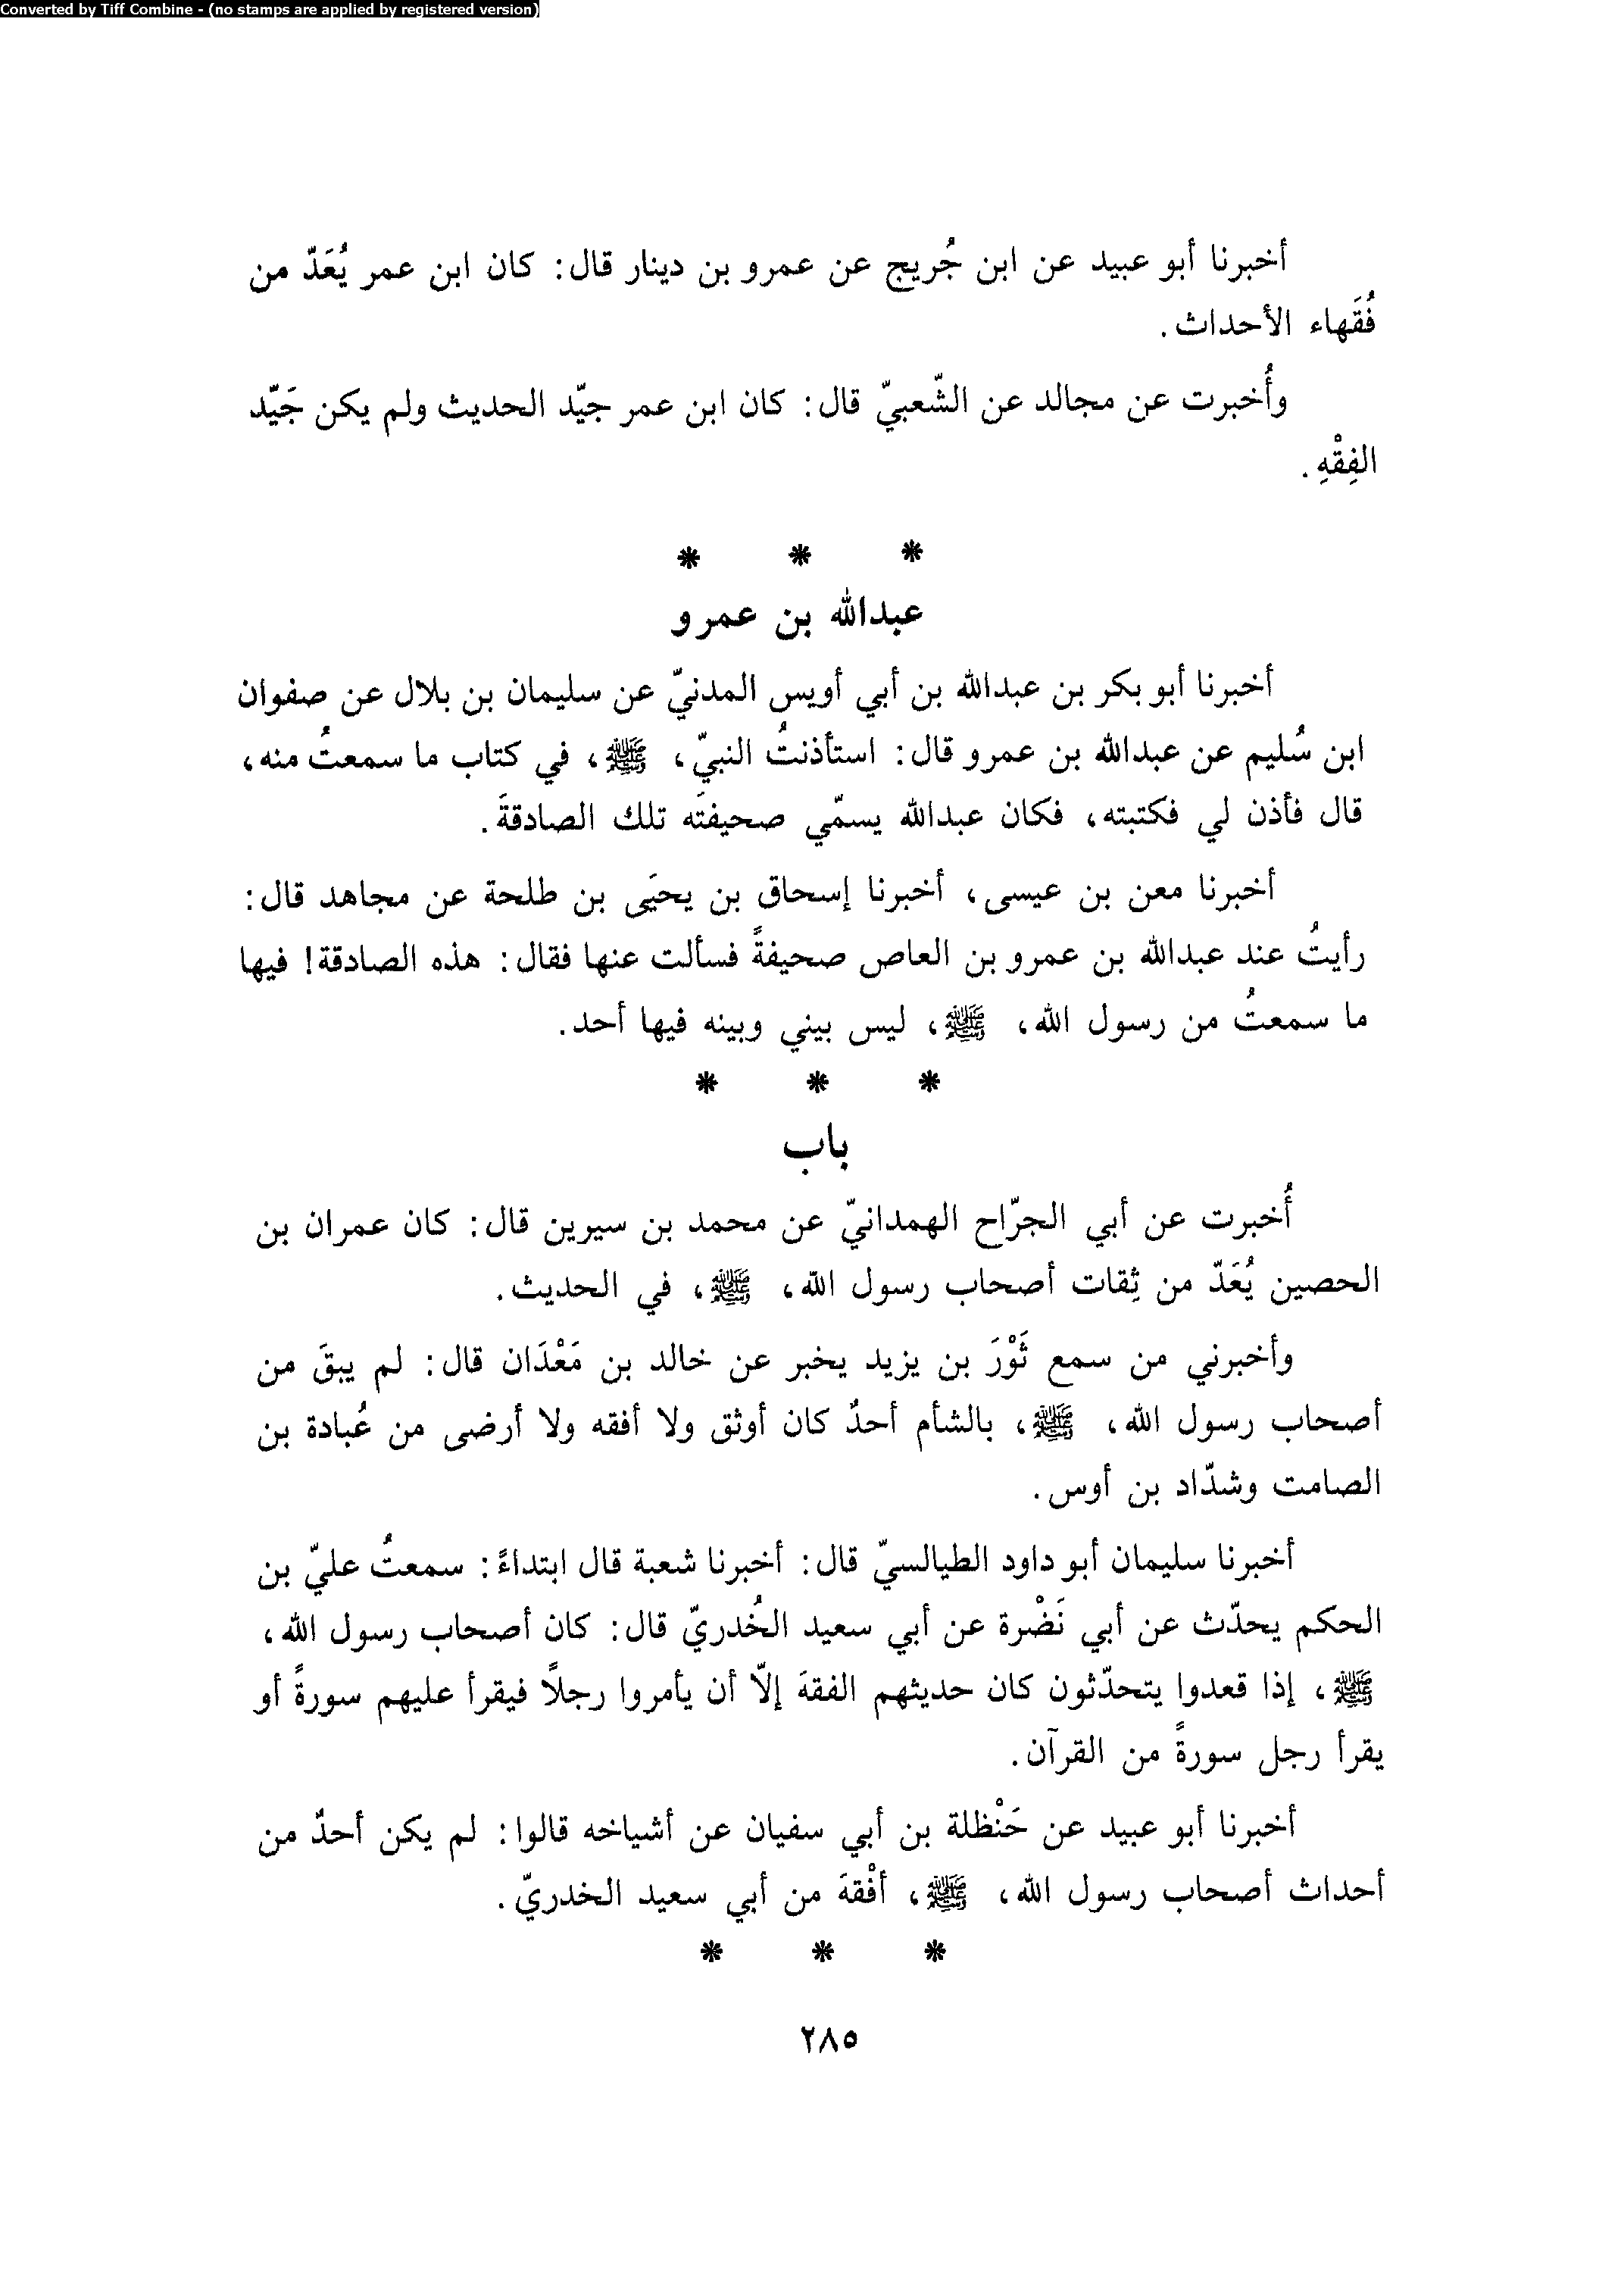 Converted by Tiff Combine - (no stamps are applied by registered version)
أخبرنا أبو عبيد عن ابن جُريج عن عمرو بن دينار قال: كان ابن عمر يُعَدّ من
فُقَهاء الأحداث.
وأُخبرت عن مجالد عن الشّعبيّ قال: كان ابن عمر جيّد الحديث ولم يكن جَيّد
الفِقْهِ.
* * *
عبدالله بن عمرو
أخبرنا أبو بكر بن عبدالله بن أبي أويس المدنيّ عن سليمان بن بلال عن صفوان
ابن سُليم عن عبدالله بن عمرو قال: استأذنتُ النبيّ، ﷺ، في كتاب ما سمعتُ منه،
قال فأذن لي فكتبته، فكان عبدالله يسمّي صحيفتَه تلك الصادقةَ.
أخبرنا معن بن عيسى، أخبرنا إسحاق بن يحيَى بن طلحة عن مجاهد قال:
رأيتُ عند عبدالله بن عمرو بن العاص صحيفةً فسألت عنها فقال: هذه الصادقة! فيها
ما سمعتُ من رسول الله، ﷺ، ليس بيني وبينه فيها أحد.
* * *
باب
أُخبرت عن أبي الجرّاح الهمدانيّ عن محمد بن سيرين قال: كان عمران بن
الحصين يُعَدّ من ثِقات أصحاب رسول الله، ﷺ، في الحديث.
وأخبرني من سمع ثَوْرَ بن يزيد يخبر عن خالد بن مَعْدَان قال: لم يبقَ من
أصحاب رسول الله، ﷺ، بالشأم أحدٌ كان أوثق ولا أفقه ولا أرضى من عُبادة بن
الصامت وشدّاد بن أوس.
أخبرنا سليمان أبو داود الطيالسيّ قال: أخبرنا شعبة قال ابتداءً: سمعتُ عليّ بن
الحكم يحدّث عن أبي نَضْرة عن أبي سعيد الخُدريّ قال: كان أصحاب رسول الله،
ﷺ، إذا قعدوا يتحدّثون كان حديثهم الفقهَ إلاّ أن يأمروا رجلاً فيقرأ عليهم سورةً أو
يقرأ رجل سورةً من القرآن.
أخبرنا أبو عبيد عن حَنْظلة بن أبي سفيان عن أشياخه قالوا: لم يكن أحدٌ من
أحداث أصحاب رسول الله، ﷺ، أفْقهَ من أبي سعيد الخدريّ.
* * *
٢٨٥